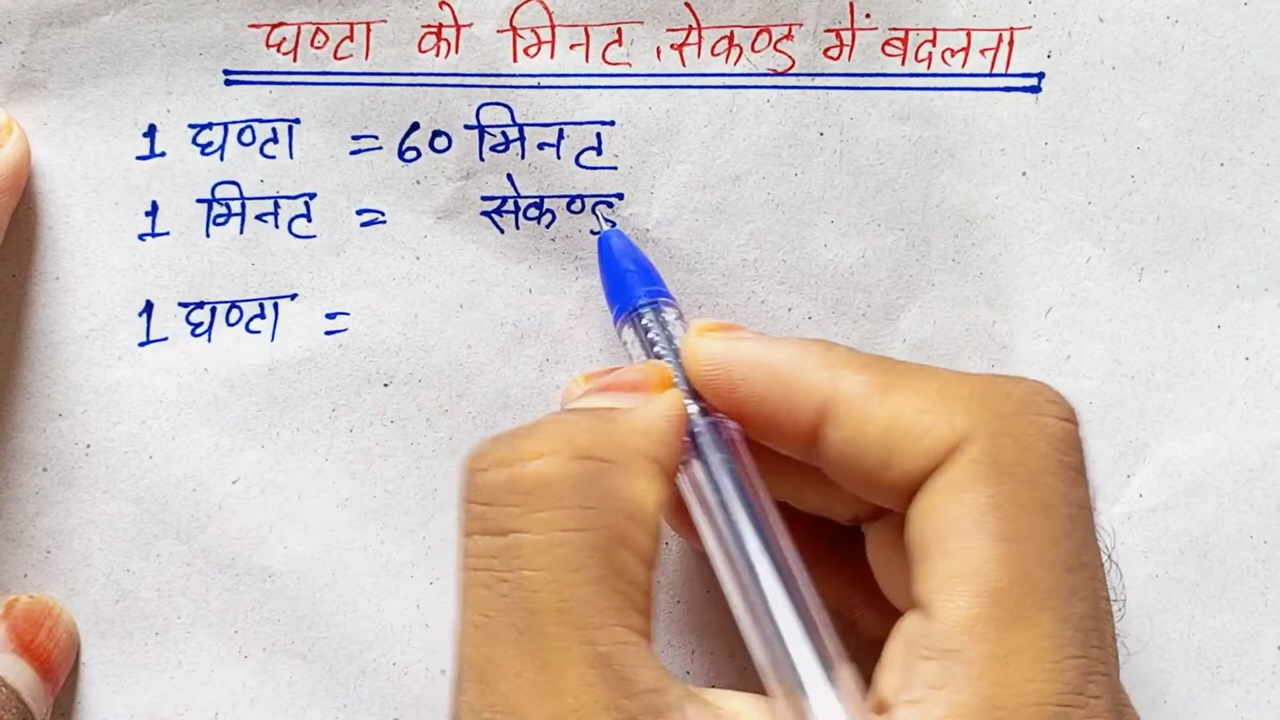 घण्टा को मिनट, सेकण्ड में बदलना
1 घण्टा = 60 मिनट
1 मिनट = सेकण्ड
1 घण्टा =